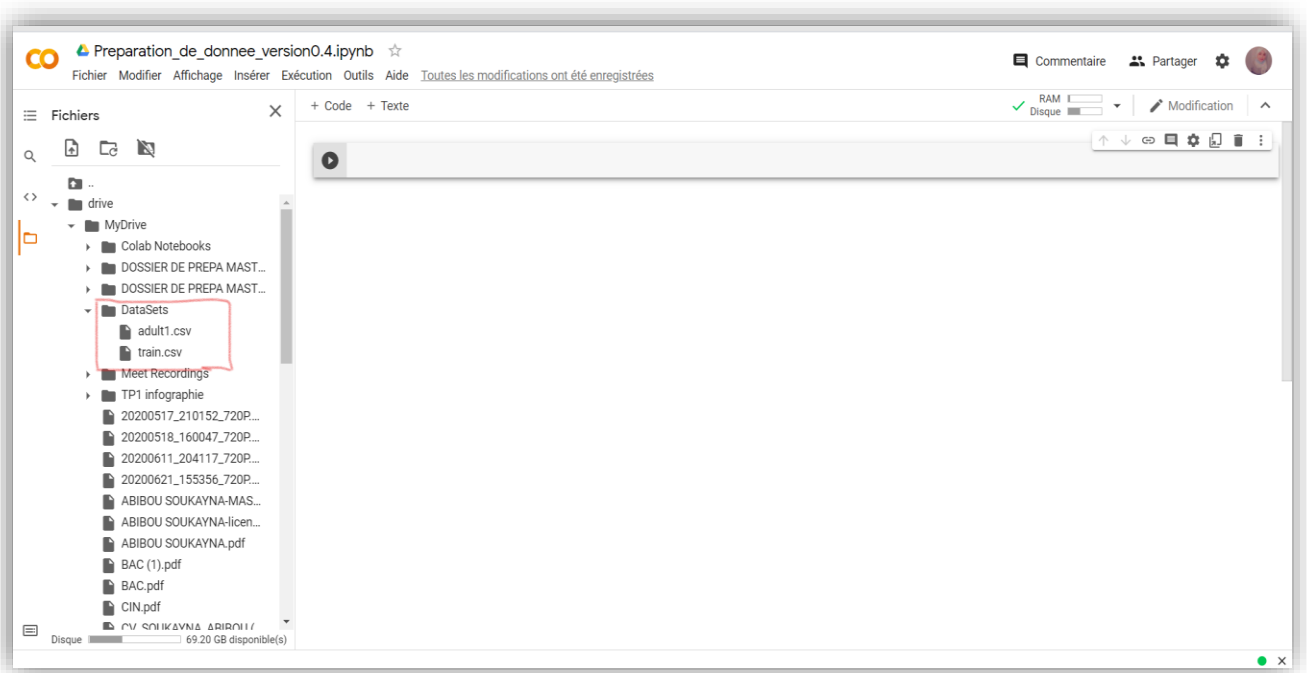 Preparation_de_donnee_version0.4.ipynb
Fichier Modifier Affichage Insérer Exécution Outils Aide Toutes les modifications ont été enregistrées
Commentaire Partager
Fichiers
+ Code + Texte
RAM
Disque
Modification
..
drive
MyDrive
Colab Notebooks
DOSSIER DE PREPA MAST...
DOSSIER DE PREPA MAST...
DataSets
adult1.csv
train.csv
Meet Recordings
TP1 infographie
20200517_210152_720P....
20200518_160047_720P....
20200611_204117_720P....
20200621_155356_720P....
ABIBOU SOUKAYNA-MAS...
ABIBOU SOUKAYNA-licen...
ABIBOU SOUKAYNA.pdf
BAC (1).pdf
BAC.pdf
CIN.pdf
CV_SOUKAYNA_ABIBOU (
Disque 69.20 GB disponible(s)